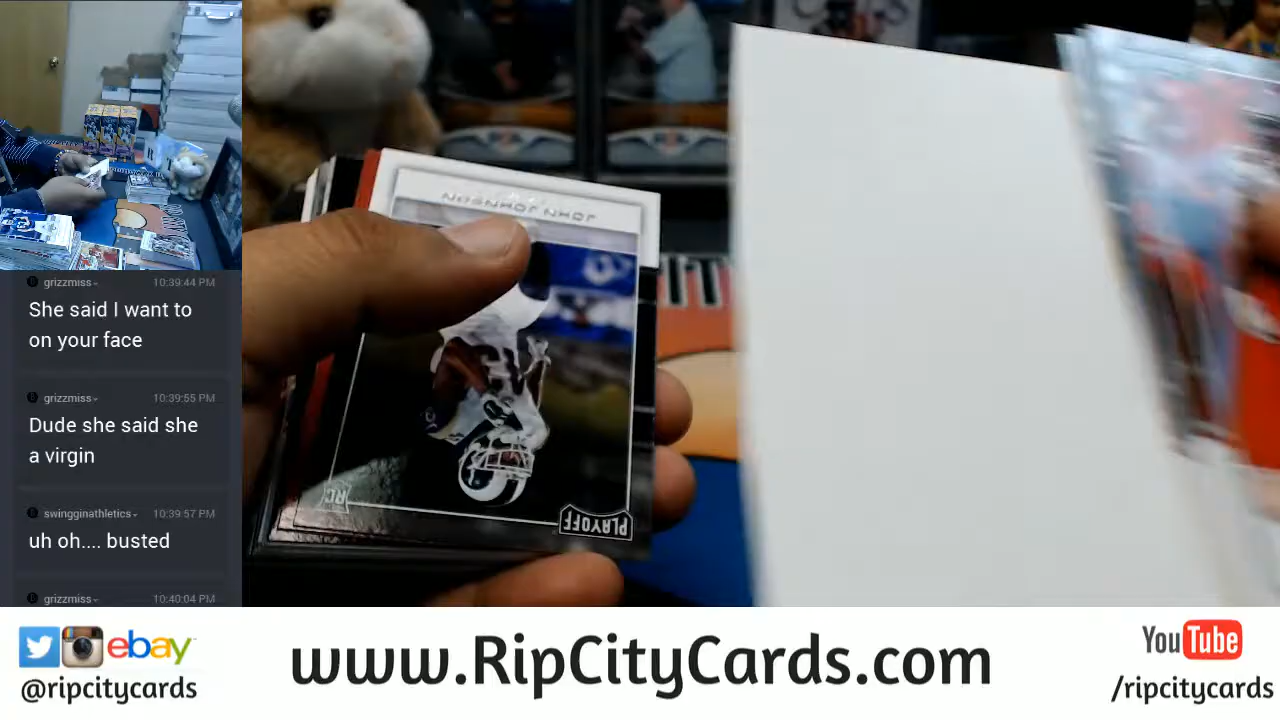 grizzmiss 10:39:44 PM
She said I want to
on your face
grizzmiss 10:39:55 PM
Dude she said she
a virgin
swingginathletics 10:39:57 PM
uh oh.... busted
grizzmiss 10:40:04 PM
JOHN JOHNSON
RC
PLAYOFF
ebay
@ripcitycards
www.RipCityCards.com
YouTube
/ripcitycards